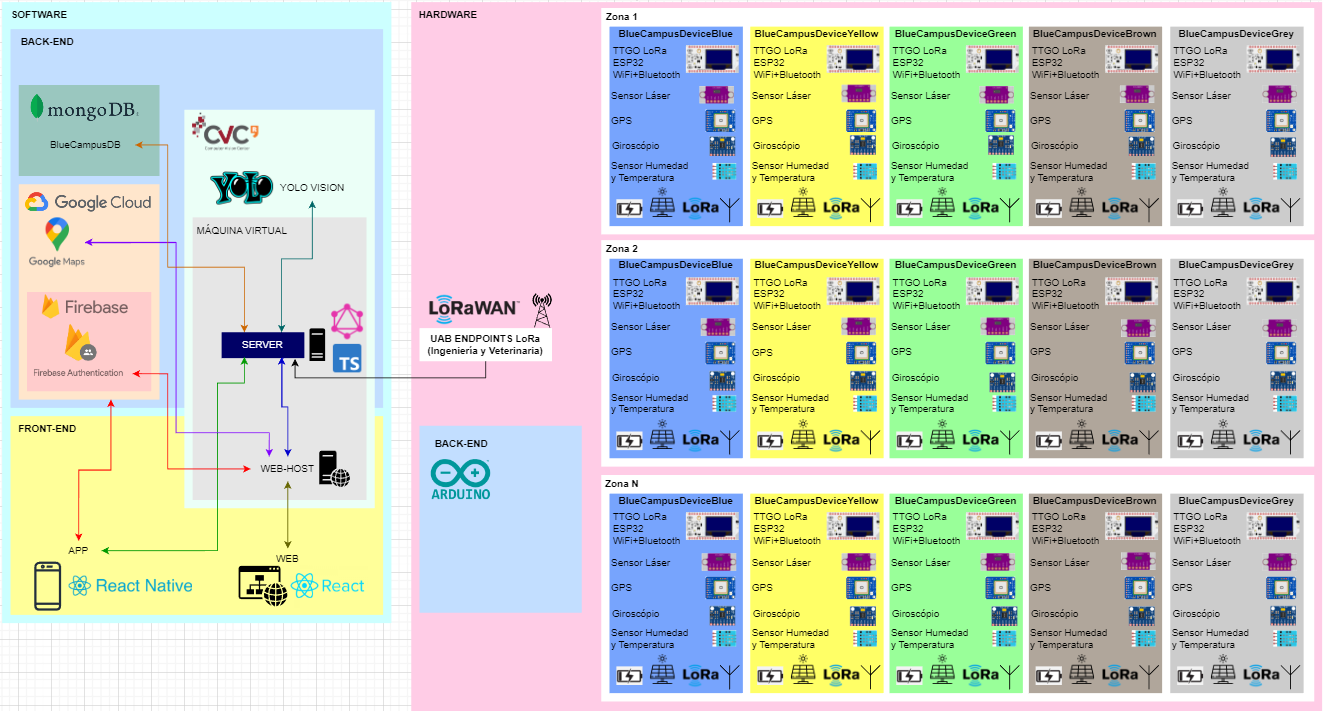 SOFTWARE
BACK-END
mongoDB
BlueCampusDB
Google Cloud
Google Maps
Firebase
Firebase Authentication
CVC
Computer Vision Center
YOLO
YOLO VISION
MÁQUINA VIRTUAL
SERVER
TS
WEB-HOST
FRONT-END
APP
React Native
WEB
React
HARDWARE
LoRaWAN
UAB ENDPOINTS LoRa
(Ingenieria y Veterinaria)
BACK-END
ARDUINO
Zona 1
BlueCampusDeviceBlue
TTGO LoRa
ESP32
WiFi+Bluetooth
Sensor Láser
GPS
Giroscópio
Sensor Humedad
y Temperatura
LoRa
BlueCampusDeviceYellow
TTGO LoRa
ESP32
WiFi+Bluetooth
Sensor Láser
GPS
Giroscópio
Sensor Humedad
y Temperatura
LoRa
BlueCampusDeviceGreen
TTGO LoRa
ESP32
WiFi+Bluetooth
Sensor Láser
GPS
Giroscópio
Sensor Humedad
y Temperatura
LoRa
BlueCampusDeviceBrown
TTGO LoRa
ESP32
WiFi+Bluetooth
Sensor Láser
GPS
Giroscópio
Sensor Humedad
y Temperatura
LoRa
BlueCampusDeviceGrey
TTGO LoRa
ESP32
WiFi+Bluetooth
Sensor Láser
GPS
Giroscópio
Sensor Humedad
y Temperatura
LoRa
Zona 2
BlueCampusDeviceBlue
TTGO LoRa
ESP32
WiFi+Bluetooth
Sensor Láser
GPS
Giroscópio
Sensor Humedad
y Temperatura
LoRa
BlueCampusDeviceYellow
TTGO LoRa
ESP32
WiFi+Bluetooth
Sensor Láser
GPS
Giroscópio
Sensor Humedad
y Temperatura
LoRa
BlueCampusDeviceGreen
TTGO LoRa
ESP32
WiFi+Bluetooth
Sensor Láser
GPS
Giroscópio
Sensor Humedad
y Temperatura
LoRa
BlueCampusDeviceBrown
TTGO LoRa
ESP32
WiFi+Bluetooth
Sensor Láser
GPS
Giroscópio
Sensor Humedad
y Temperatura
LoRa
BlueCampusDeviceGrey
TTGO LoRa
ESP32
WiFi+Bluetooth
Sensor Láser
GPS
Giroscópio
Sensor Humedad
y Temperatura
LoRa
Zona N
BlueCampusDeviceBlue
TTGO LoRa
ESP32
WiFi+Bluetooth
Sensor Láser
GPS
Giroscópio
Sensor Humedad
y Temperatura
LoRa
BlueCampusDeviceYellow
TTGO LoRa
ESP32
WiFi+Bluetooth
Sensor Láser
GPS
Giroscópio
Sensor Humedad
y Temperatura
LoRa
BlueCampusDeviceGreen
TTGO LoRa
ESP32
WiFi+Bluetooth
Sensor Láser
GPS
Giroscópio
Sensor Humedad
y Temperatura
LoRa
BlueCampusDeviceBrown
TTGO LoRa
ESP32
WiFi+Bluetooth
Sensor Láser
GPS
Giroscópio
Sensor Humedad
y Temperatura
LoRa
BlueCampusDeviceGrey
TTGO LoRa
ESP32
WiFi+Bluetooth
Sensor Láser
GPS
Giroscópio
Sensor Humedad
y Temperatura
LoRa